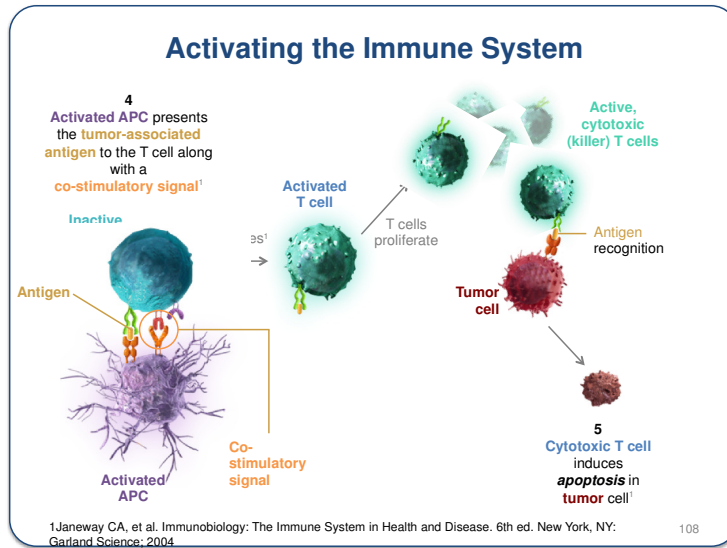 Activating the Immune System
4
Activated APC presents
the tumor-associated
antigen to the T cell along
with a
co-stimulatory signal1
Inactive
es1
Antigen
Activated
APC
Co-
stimulatory
signal
Activated
T cell
T cells
proliferate
Active,
cytotoxic
(killer) T cells
Antigen
recognition
Tumor
cell
5
Cytotoxic T cell
induces
apoptosis in
tumor cell1
1Janeway CA, et al. Immunobiology: The Immune System in Health and Disease. 6th ed. New York, NY:
Garland Science; 2004
108